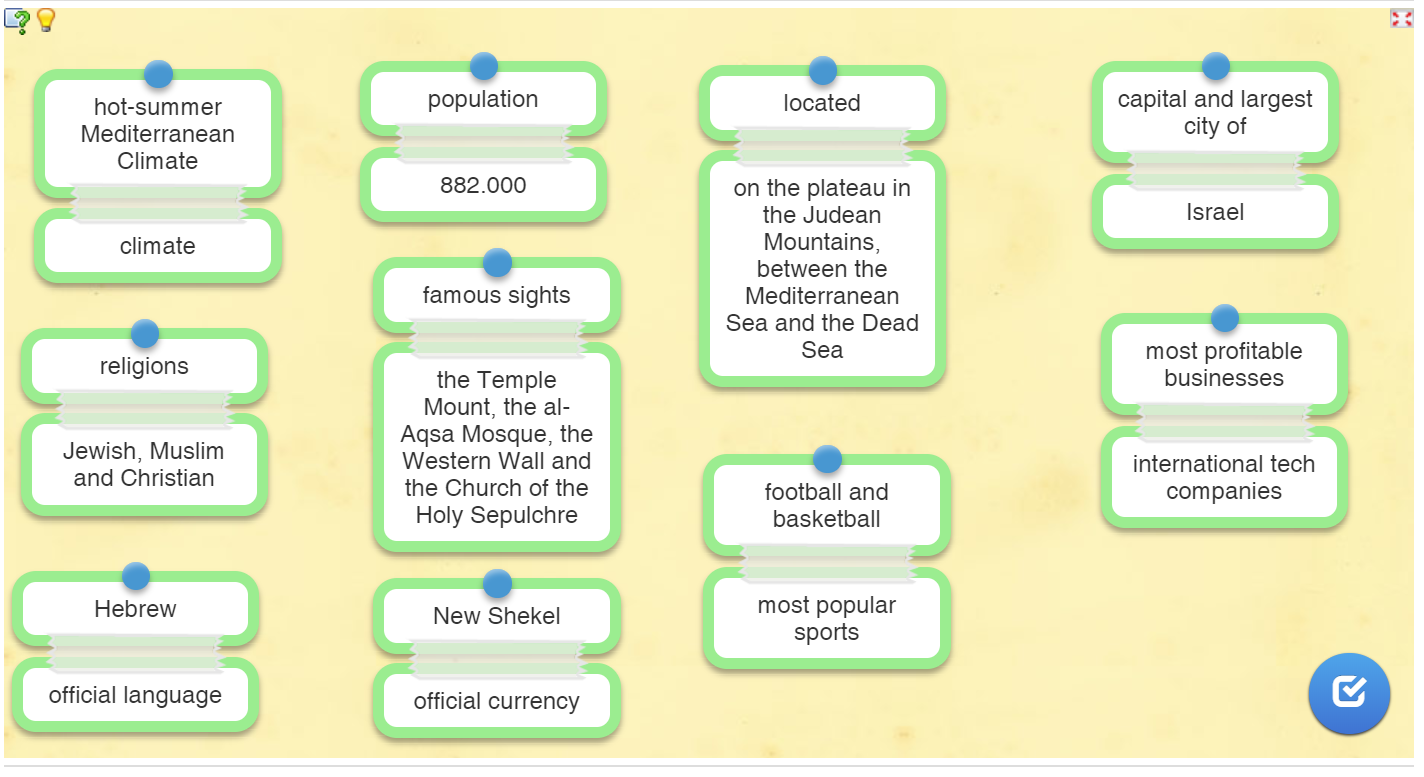 hot-summer
Mediterranean
Climate
climate
religions
Jewish, Muslim
and Christian
Hebrew
official language
population
882.000
famous sights
the Temple
Mount, the al-
Aqsa Mosque, the
Western Wall and
the Church of the
Holy Sepulchre
New Shekel
official currency
located
on the plateau in
the Judean
Mountains,
between the
Mediterranean
Sea and the Dead
Sea
football and
basketball
most popular
sports
capital and largest
city of
Israel
most profitable
businesses
international tech
companies